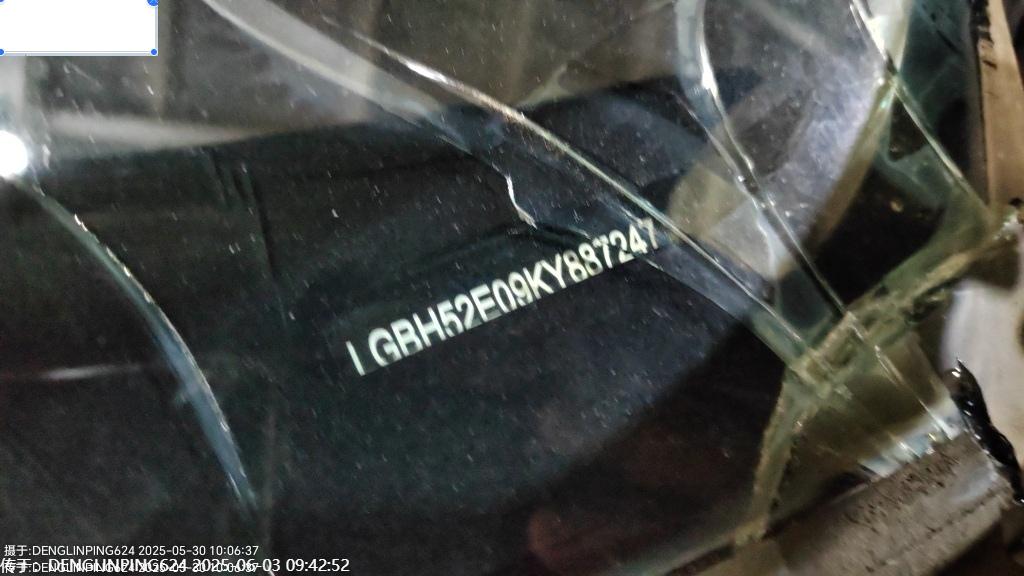 LGBH52E09KY887247
摄于:DENGLINPING624 2025-05-30 10:06:37
传于: DENGLINPING624 2025-06-03 09:42:52